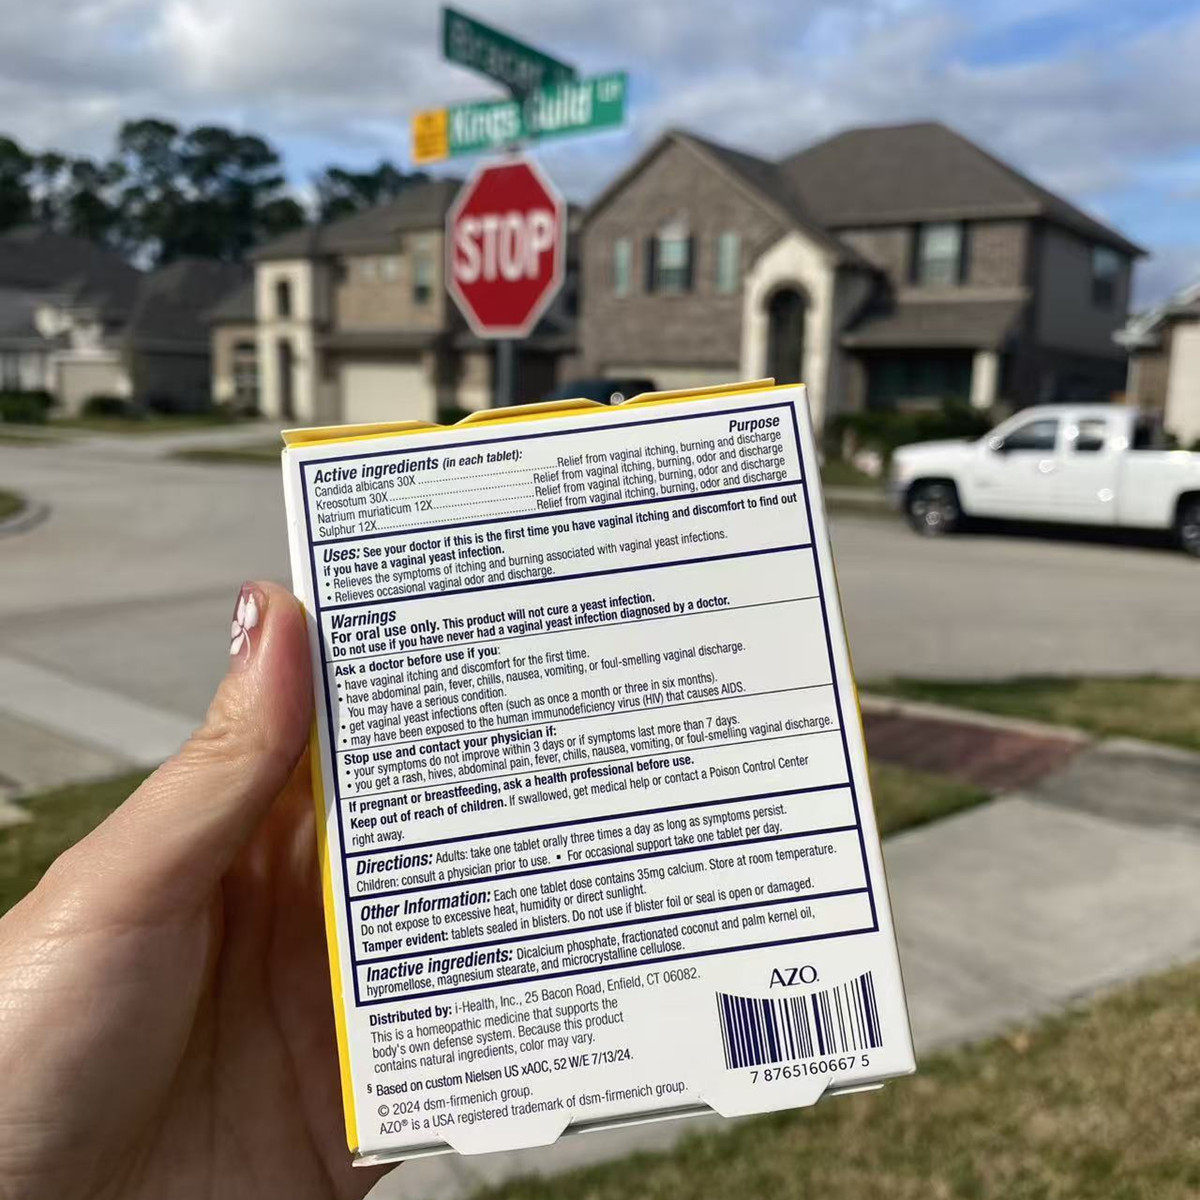 Kings Guild
STOP
Purpose
Active ingredients (in each tablet):
Candida albicans 30X ........................Relief from vaginal itching, burning and discharge
Kreosotum 30X........................Relief from vaginal itching, burning, odor and discharge
Natrium muriaticum 12X........................Relief from vaginal itching, burning, odor and discharge
Sulphur 12X........................Relief from vaginal itching, burning, odor and discharge
Uses: See your doctor if this is the first time you have vaginal itching and discomfort to find out
if you have a vaginal yeast infection.
• Relieves the symptoms of itching and burning associated with vaginal yeast infections.
• Relieves occasional vaginal odor and discharge.
Warnings
For oral use only. This product will not cure a yeast infection.
Do not use if you have never had a vaginal yeast infection diagnosed by a doctor.
Ask a doctor before use if you:
• have vaginal itching and discomfort for the first time.
• have abdominal pain, fever, chills, nausea, vomiting, or foul-smelling vaginal discharge.
You may have a serious condition.
• get vaginal yeast infections often (such as once a month or three in six months).
• may have been exposed to the human immunodeficiency virus (HIV) that causes AIDS.
Stop use and contact your physician if:
• your symptoms do not improve within 3 days or if symptoms last more than 7 days.
• you get a rash, hives, abdominal pain, fever, chills, nausea, vomiting, or foul-smelling vaginal discharge.
If pregnant or breastfeeding, ask a health professional before use.
Keep out of reach of children. If swallowed, get medical help or contact a Poison Control Center
right away.
Directions: Adults: take one tablet orally three times a day as long as symptoms persist.
Children: consult a physician prior to use. ▪ For occasional support take one tablet per day.
Other Information: Each one tablet dose contains 35mg calcium. Store at room temperature.
Do not expose to excessive heat, humidity or direct sunlight.
Tamper evident: tablets sealed in blisters. Do not use if blister foil or seal is open or damaged.
Inactive ingredients: Dicalcium phosphate, fractionated coconut and palm kernel oil,
hypromellose, magnesium stearate, and microcrystalline cellulose.
Distributed by: i-Health, Inc., 25 Bacon Road, Enfield, CT 06082.
This is a homeopathic medicine that supports the
body's own defense system. Because this product
contains natural ingredients, color may vary.
§ Based on custom Nielsen US xAOC, 52 W/E 7/13/24.
© 2024 dsm-firmenich group.
AZO® is a USA registered trademark of dsm-firmenich group.
AZO.
7 8765160667 5